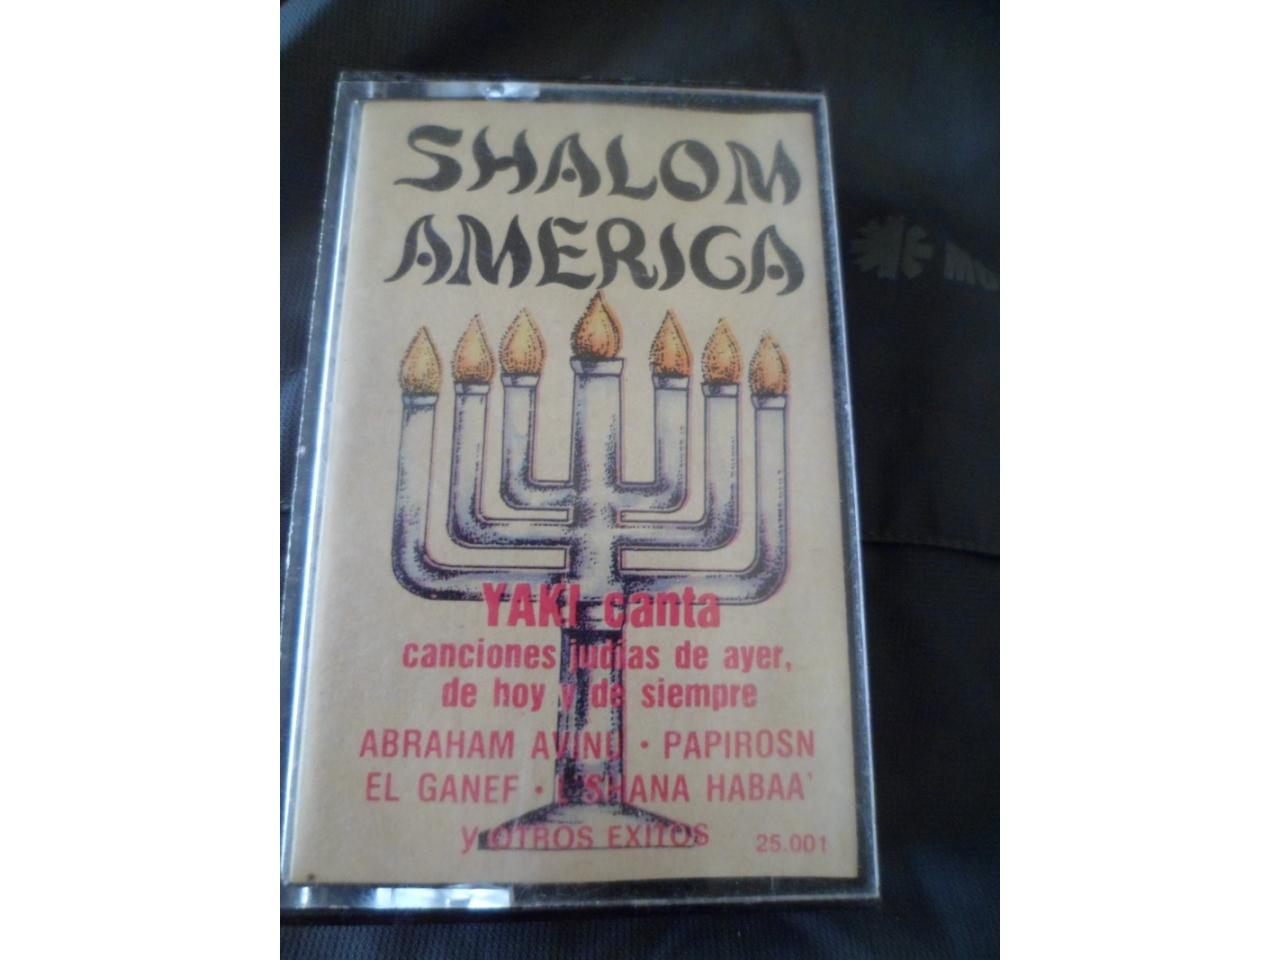 SHALOM
AMERICA
YAKI canta
canciones judías de ayer,
de hoy y de siempre
ABRAHAM AVINU · PAPIROSN
EL GANEF · L'SHANA HABAA'
y OTROS EXITOS
25.001